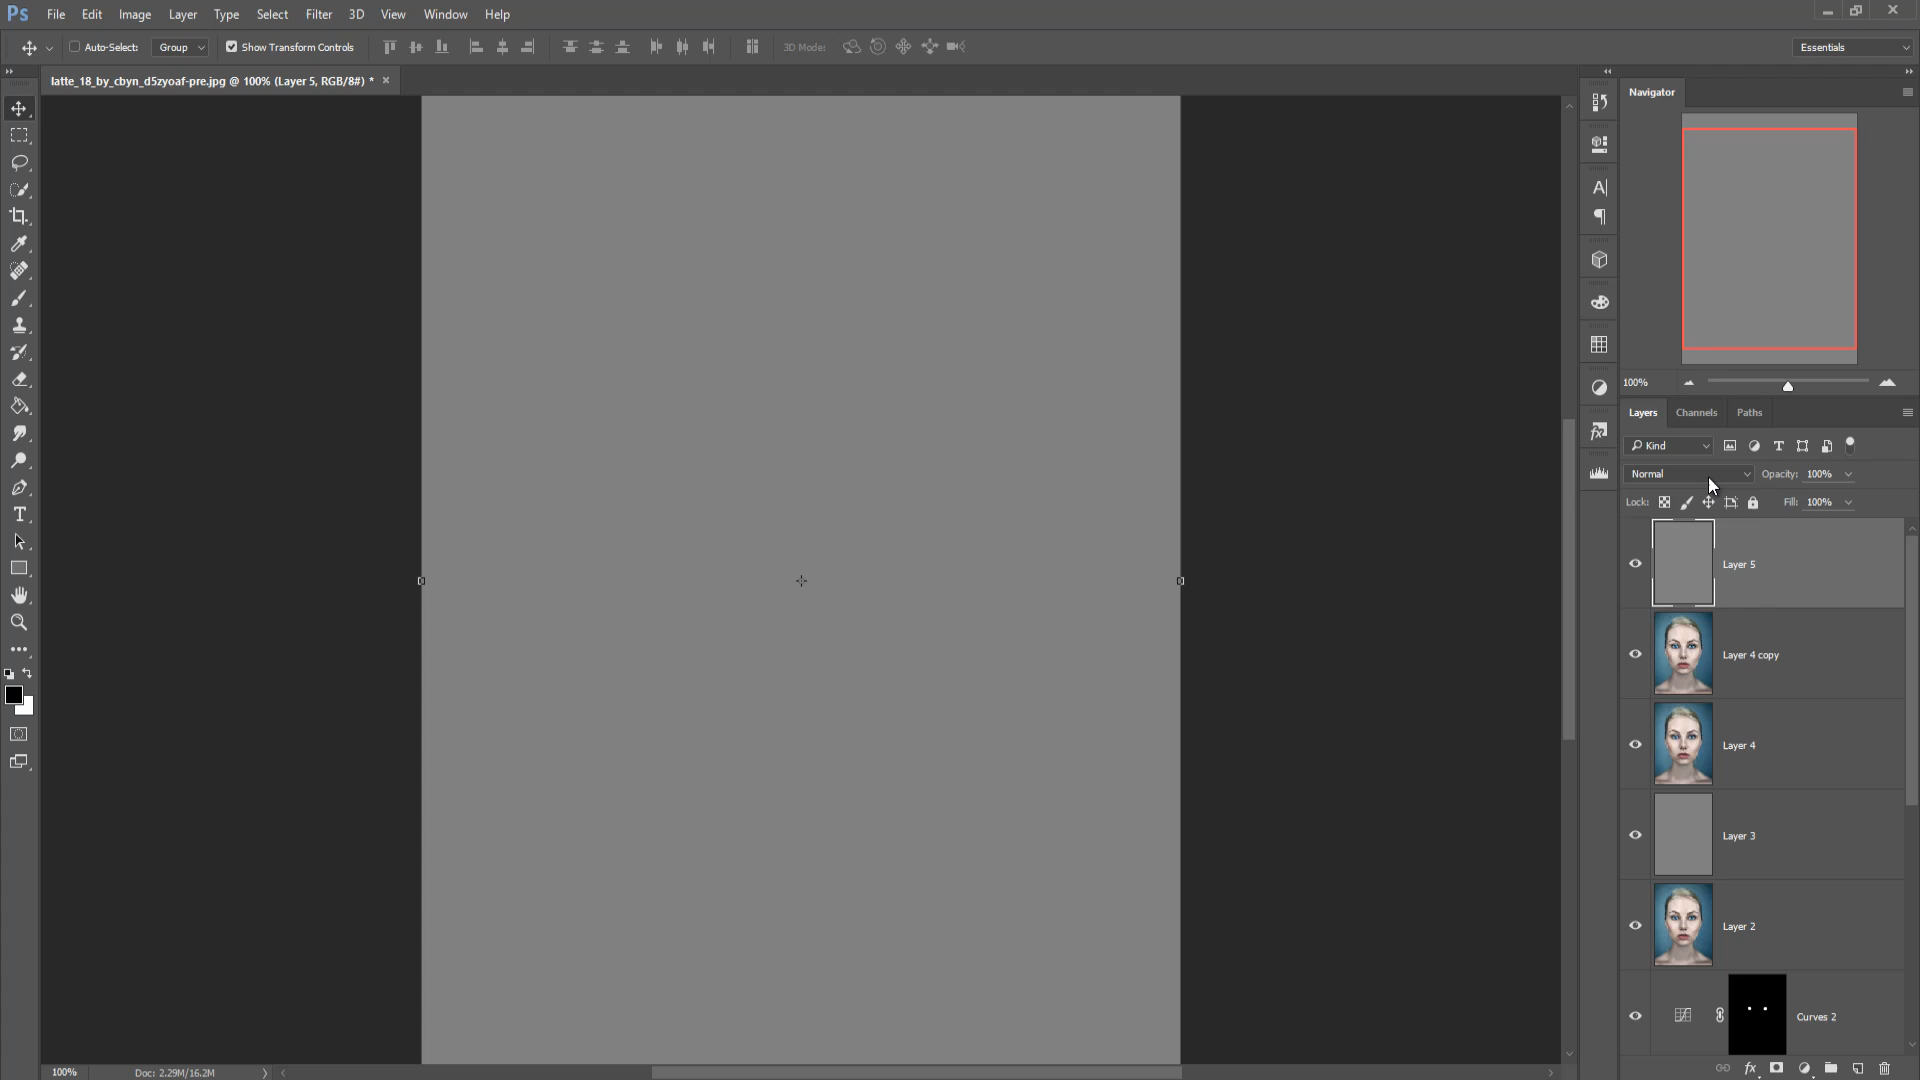 Ps File Edit Image Layer Type Select Filter 3D View Window Help
Auto-Select: Group Show Transform Controls 3D Mode: Essentials
latte_18_by_cbyn_d5zyoaf-pre.jpg @ 100% (Layer 5, RGB/8#) * ×
Navigator
100%
Layers Channels Paths
Kind
Normal Opacity: 100%
Lock: Fill: 100%
Layer 5
Layer 4 copy
Layer 4
Layer 3
Layer 2
Curves 2
100% Doc: 2.29M/16.2M